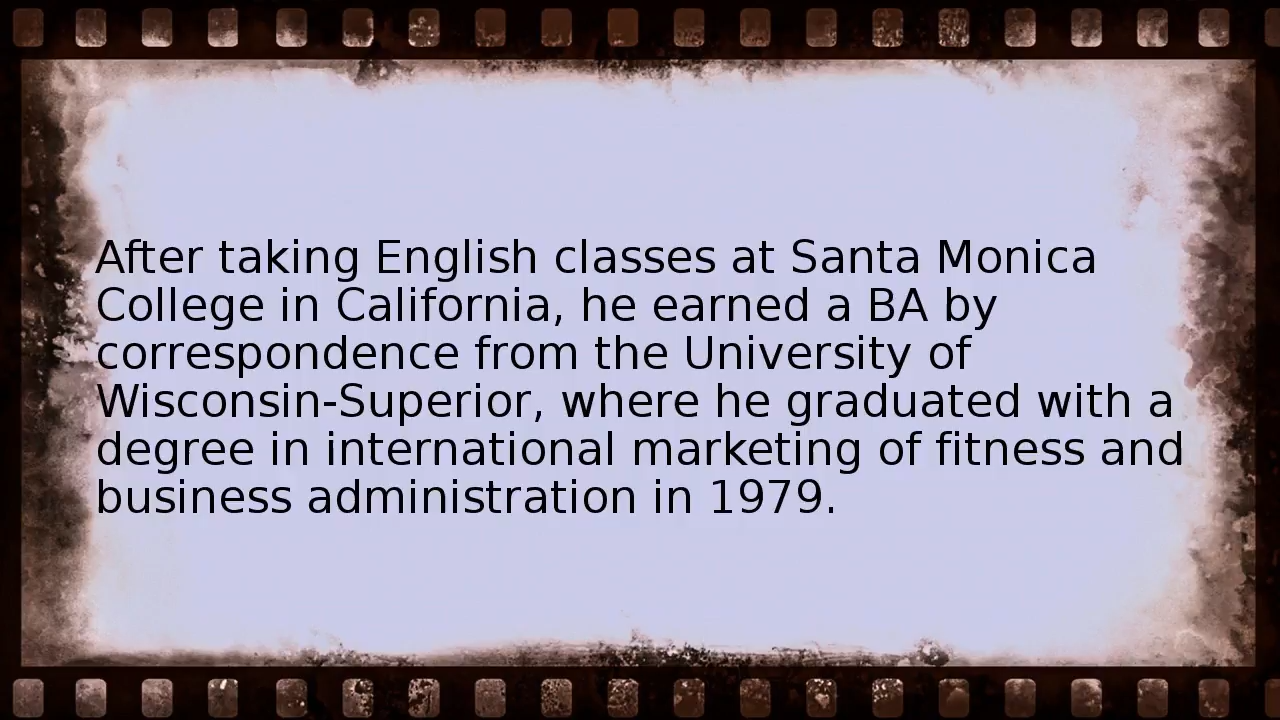 After taking English classes at Santa Monica
College in California, he earned a BA by
correspondence from the University of
Wisconsin-Superior, where he graduated with a
degree in international marketing of fitness and
business administration in 1979.